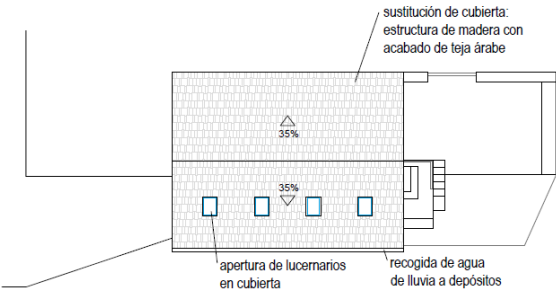 sustitución de cubierta:
estructura de madera con
acabado de teja árabe
35%
35%
apertura de lucernarios
en cubierta
recogida de agua
de lluvia a depósitos